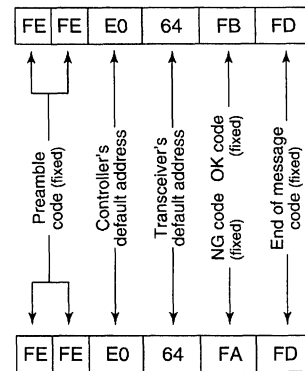 FE FE E0 64 FB FD
Preamble
code (fixed)
Controller's
default address
Transceiver's
default address
OK code
(fixed)
NG code
(fixed)
End of message
code (fixed)
FE FE E0 64 FA FD